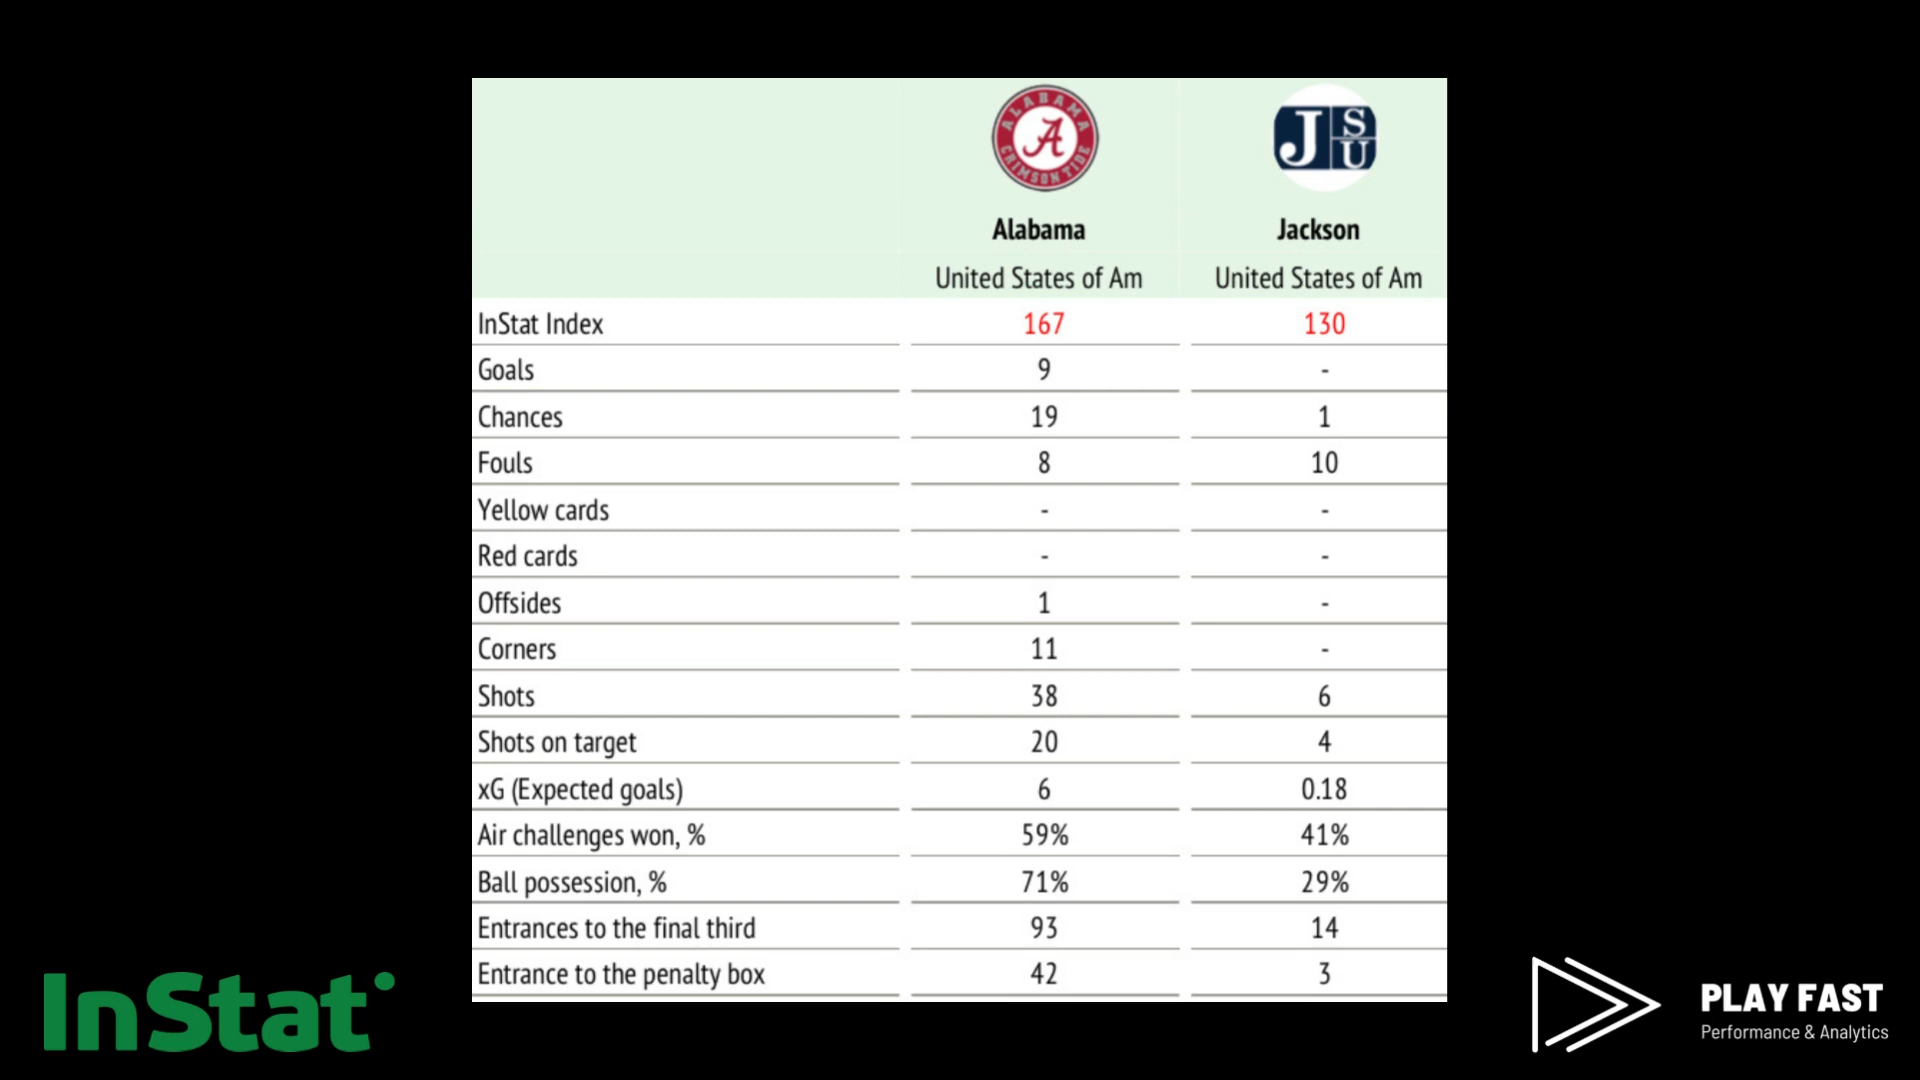 ALABAMA
A
CRIMSON TIDE
J S U
Alabama Jackson
United States of Am United States of Am
InStat Index 167 130
Goals 9 -
Chances 19 1
Fouls 8 10
Yellow cards - -
Red cards - -
Offsides 1 -
Corners 11 -
Shots 38 6
Shots on target 20 4
xG (Expected goals) 6 0.18
Air challenges won, % 59% 41%
Ball possession, % 71% 29%
Entrances to the final third 93 14
Entrance to the penalty box 42 3
InStat
PLAY FAST
Performance & Analytics